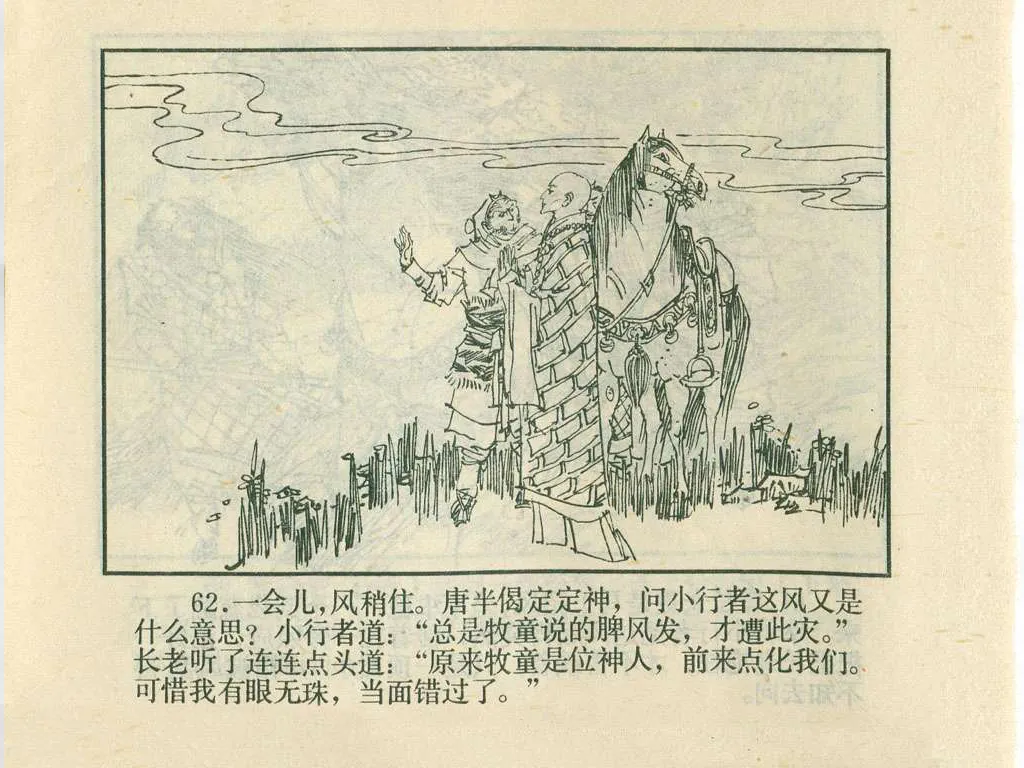 62.一会儿，风稍住。唐半偈定定神，问小行者这风又是
什么意思？小行者道：“总是牧童说的脾风发，才遭此灾。”
长老听了连连点头道：“原来牧童是位神人，前来点化我们。
可惜我有眼无珠，当面错过了。”